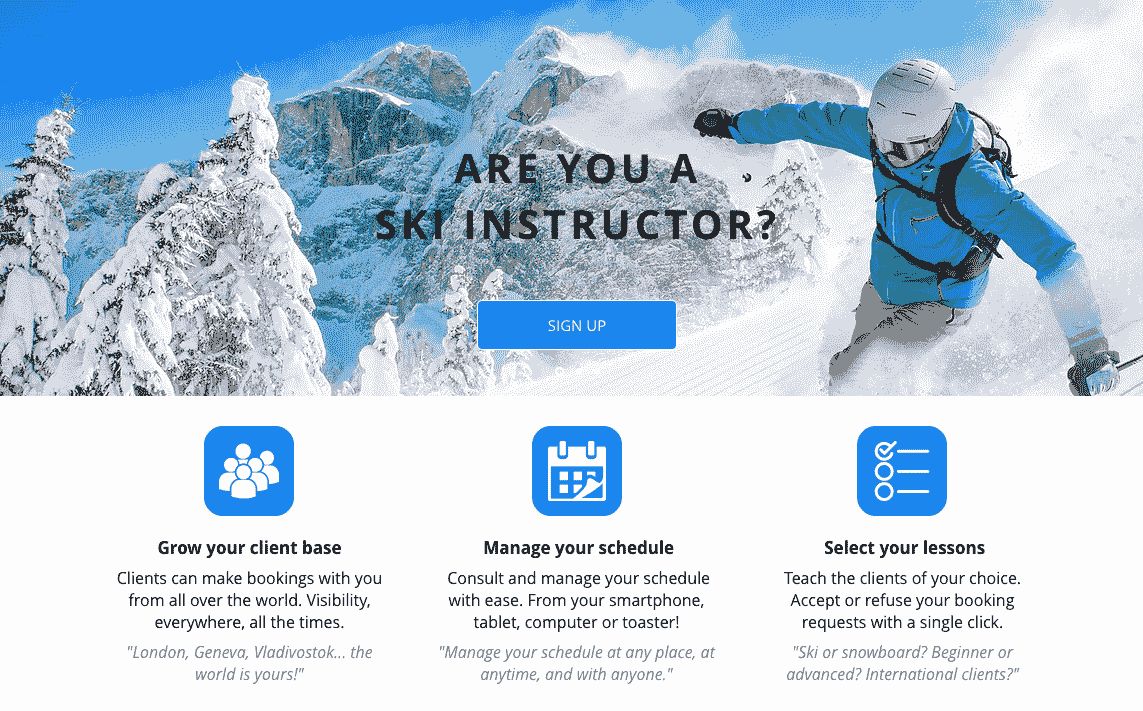 ARE YOU A
SKI INSTRUCTOR?
SIGN UP
Grow your client base
Clients can make bookings with you
from all over the world. Visibility,
everywhere, all the times.
"London, Geneva, Vladivostok... the
world is yours!"
Manage your schedule
Consult and manage your schedule
with ease. From your smartphone,
tablet, computer or toaster!
"Manage your schedule at any place, at
anytime, and with anyone."
Select your lessons
Teach the clients of your choice.
Accept or refuse your booking
requests with a single click.
"Ski or snowboard? Beginner or
advanced? International clients?"